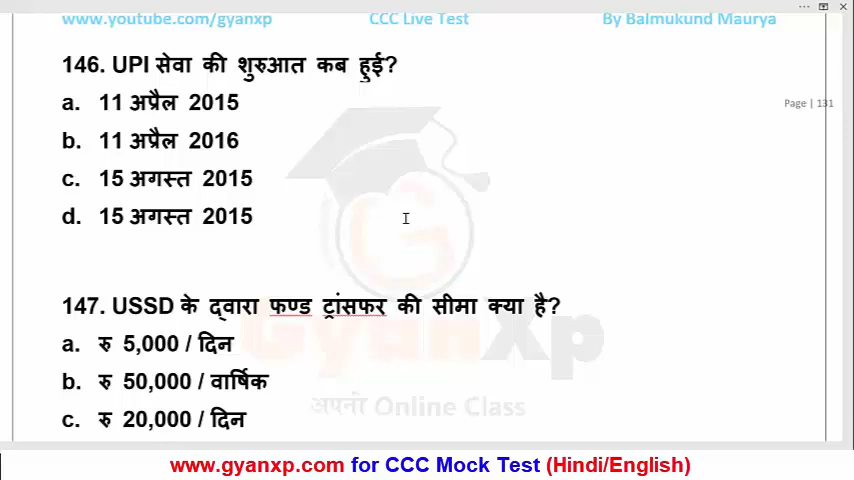 www.youtube.com/gyanxp CCC Live Test By Balmukund Maurya
146. UPI सेवा की शुरुआत कब हुई?
a. 11 अप्रैल 2015
Page | 131
b. 11 अप्रैल 2016
c. 15 अगस्त 2015
d. 15 अगस्त 2015
147. USSD के द्वारा फण्ड ट्रांसफर की सीमा क्या है?
GyanXp
a. रु 5,000 / दिन
b. रु 50,000 / वार्षिक
अपनी Online Class
c. रु 20,000 / दिन
www.gyanxp.com for CCC Mock Test (Hindi/English)